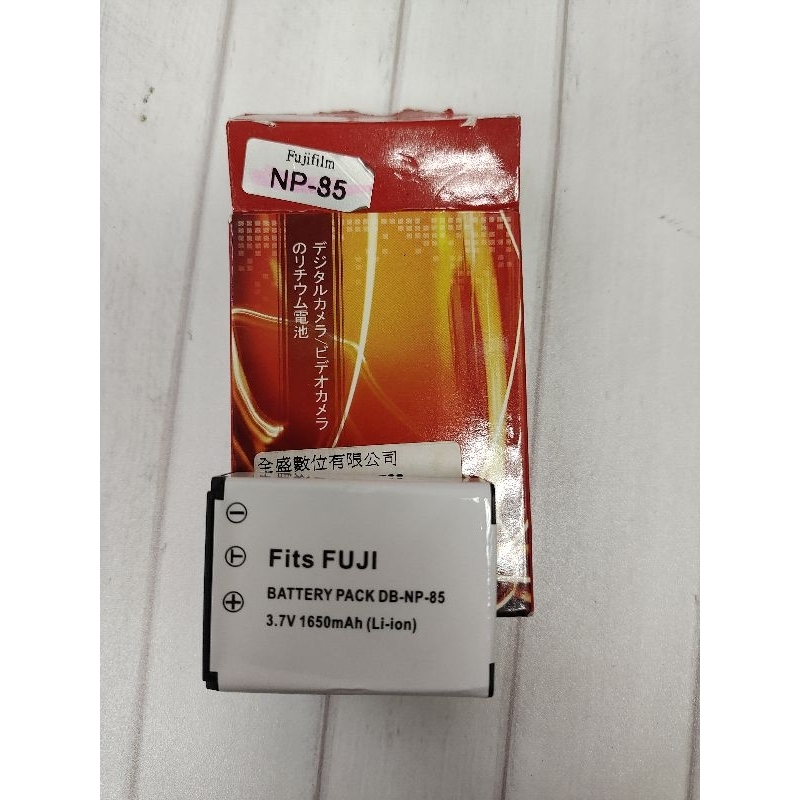 Fujifilm
NP-85
デジタルカメラ/ビデオカメラ
のリチウム電池
全盛數位有限公司
Fits FUJI
BATTERY PACK DB-NP-85
3.7V 1650mAh (Li-ion)